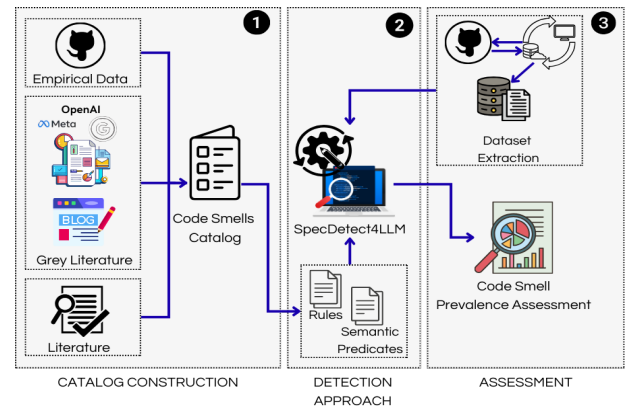 1
Empirical Data
OpenAI
Meta
G
BLOG
Grey Literature
Literature
Code Smells
Catalog
CATALOG CONSTRUCTION
2
SpecDetect4LLM
Rules
Semantic
Predicates
DETECTION
APPROACH
3
Dataset
Extraction
Code Smell
Prevalence Assessment
ASSESSMENT